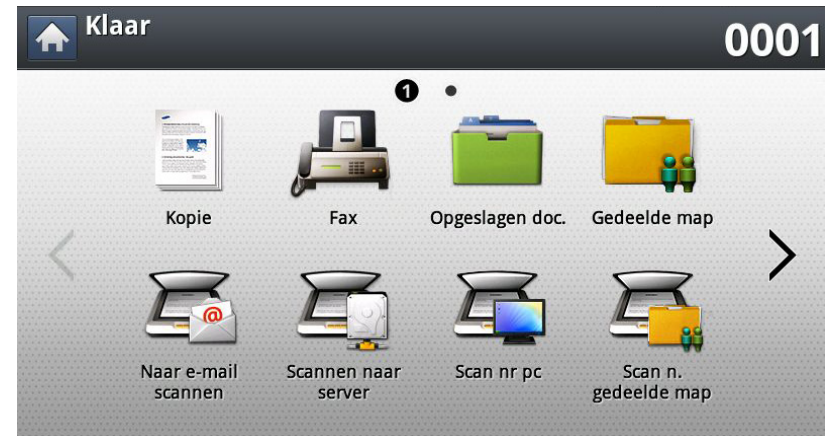 Klaar
0001
1
Kopie
Fax
Opgeslagen doc.
Gedeelde map
@
Naar e-mail
scannen
Scannen naar
server
Scan nr pc
Scan n.
gedeelde map